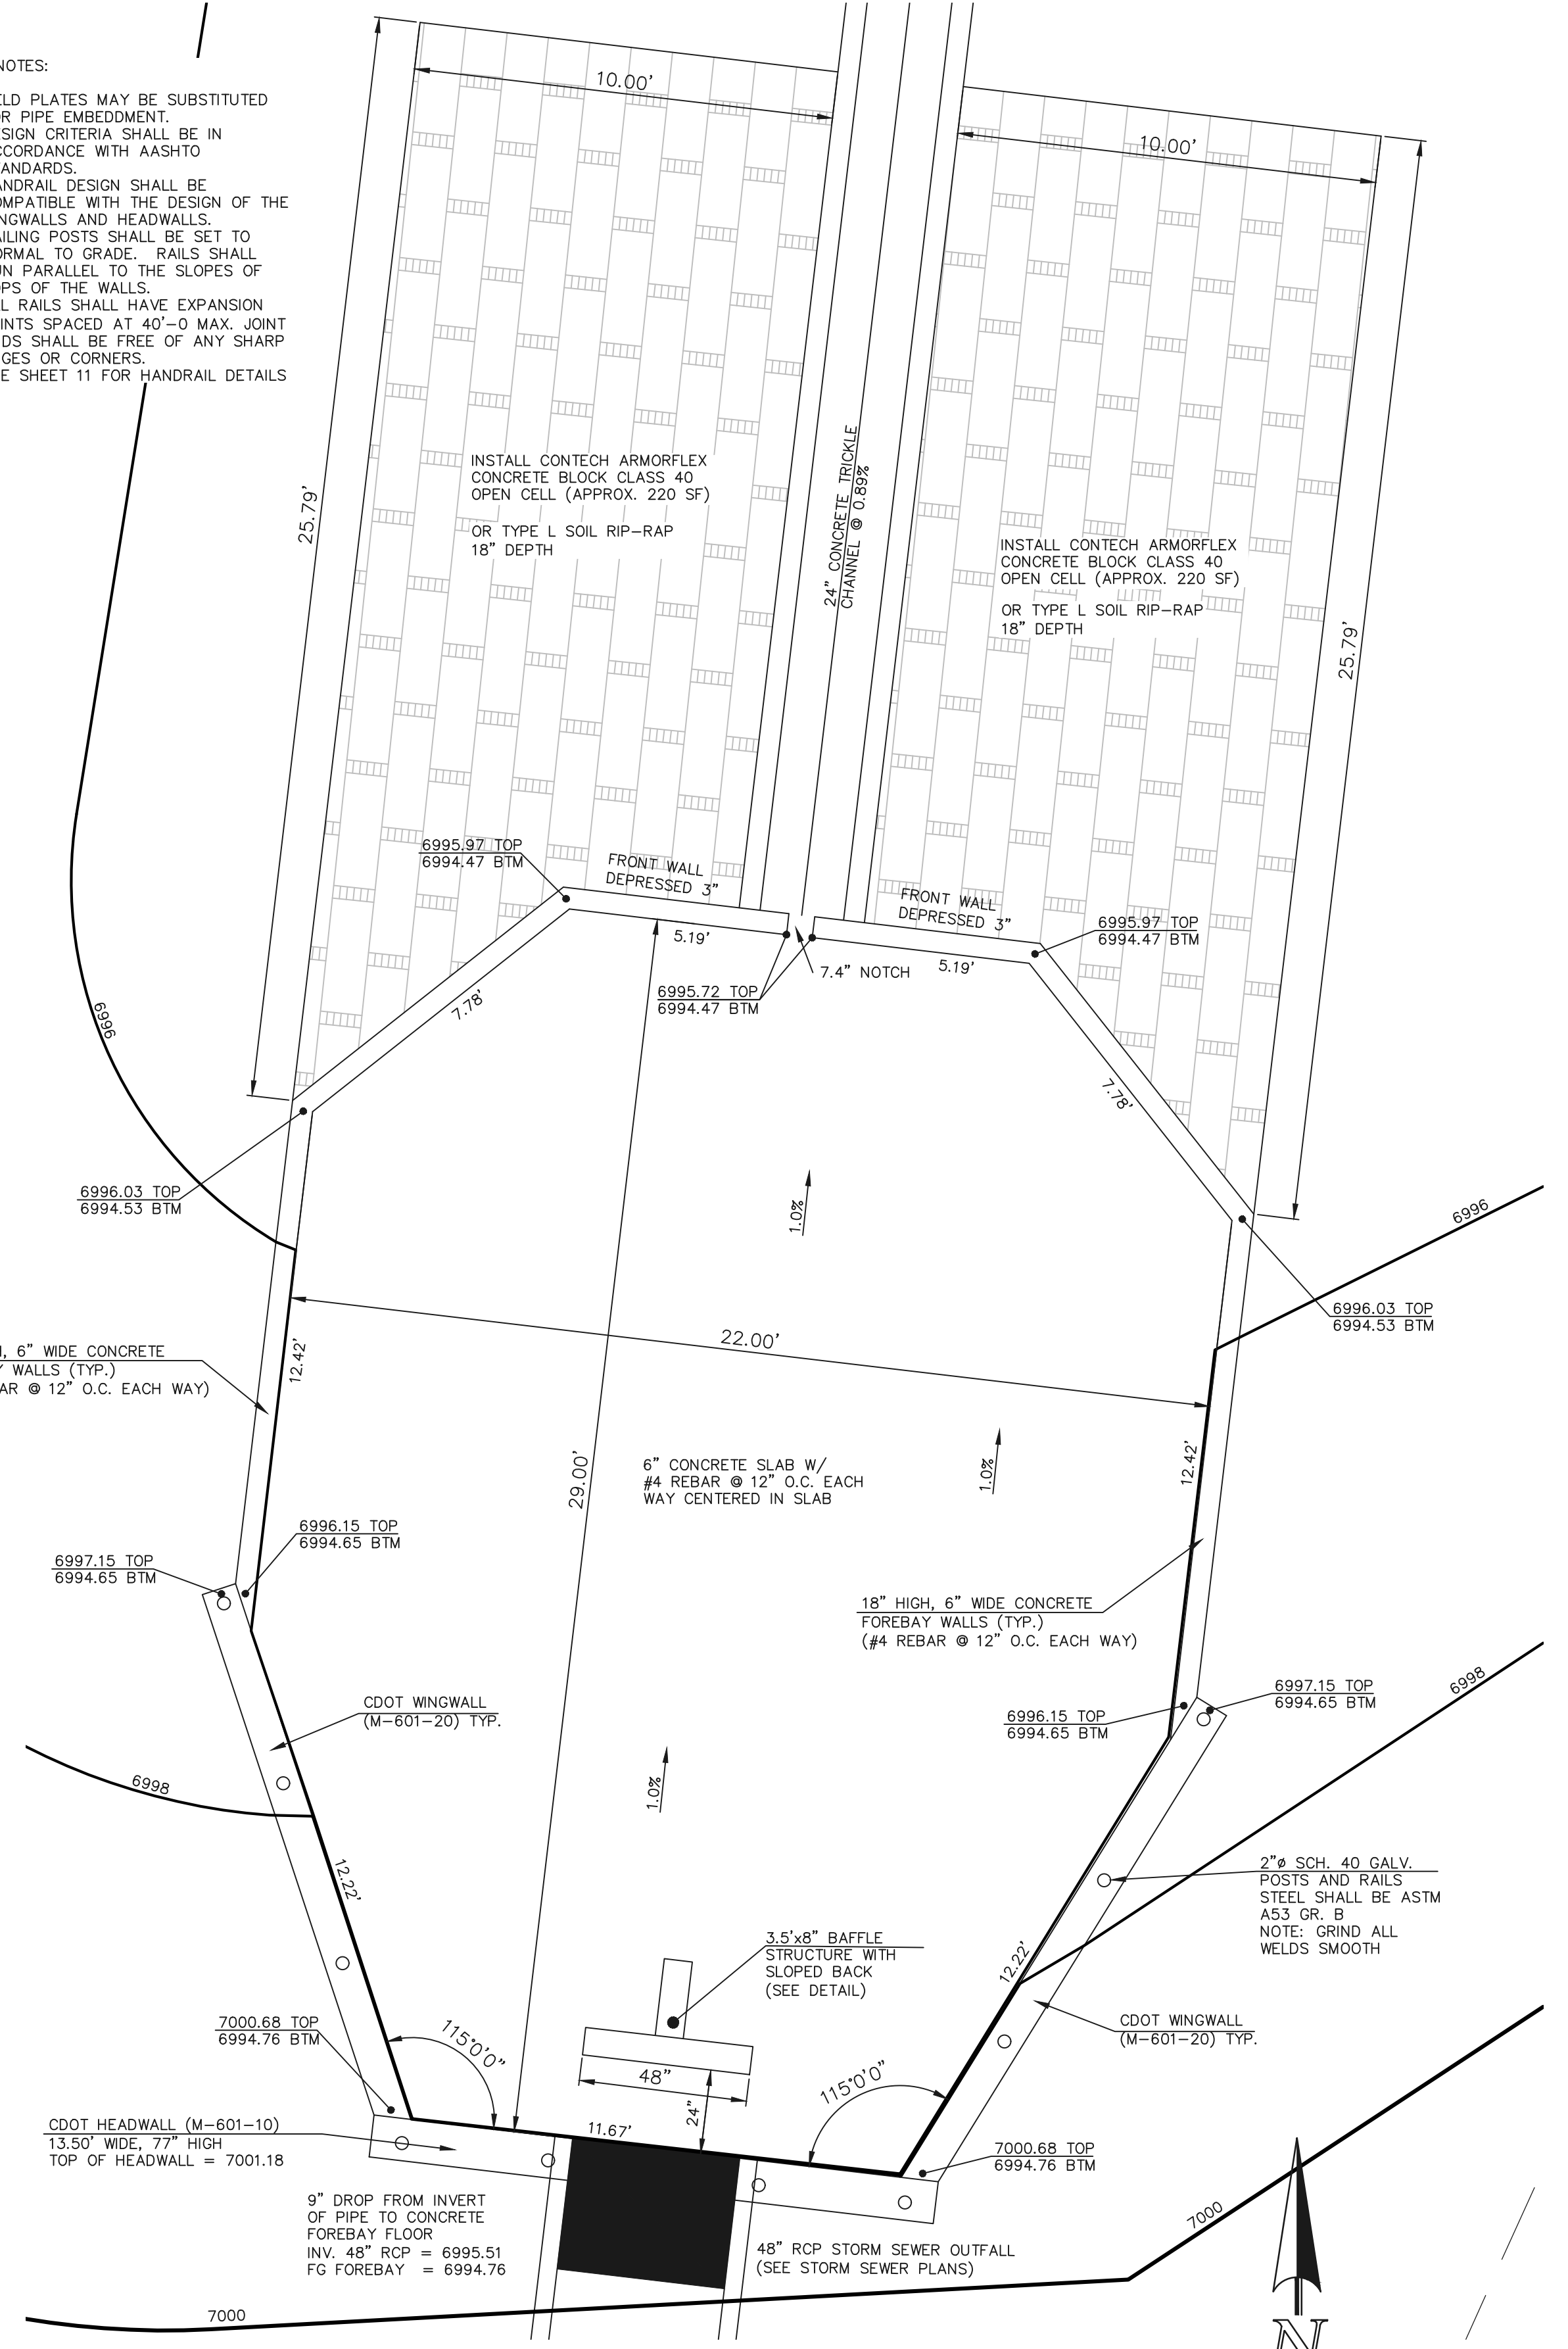 NOTES:
ELD PLATES MAY BE SUBSTITUTED
OR PIPE EMBEDDMENT.
ESIGN CRITERIA SHALL BE IN
CCORDANCE WITH AASHTO
TANDARDS.
ANDRAIL DESIGN SHALL BE
OMPATIBLE WITH THE DESIGN OF THE
INGWALLS AND HEADWALLS.
AILING POSTS SHALL BE SET TO
ORMAL TO GRADE. RAILS SHALL
UN PARALLEL TO THE SLOPES OF
OPS OF THE WALLS.
L RAILS SHALL HAVE EXPANSION
INTS SPACED AT 40'-0 MAX. JOINT
DS SHALL BE FREE OF ANY SHARP
GES OR CORNERS.
E SHEET 11 FOR HANDRAIL DETAILS
10.00'
10.00'
25.79'
INSTALL CONTECH ARMORFLEX
CONCRETE BLOCK CLASS 40
OPEN CELL (APPROX. 220 SF)
OR TYPE L SOIL RIP-RAP
18" DEPTH
24" CONCRETE TRICKLE
CHANNEL @ 0.89%
INSTALL CONTECH ARMORFLEX
CONCRETE BLOCK CLASS 40
OPEN CELL (APPROX. 220 SF)
OR TYPE L SOIL RIP-RAP
18" DEPTH
25.79'
6995.97 TOP
6994.47 BTM
FRONT WALL
DEPRESSED 3"
FRONT WALL
DEPRESSED 3"
6995.97 TOP
6994.47 BTM
5.19'
5.19'
7.4" NOTCH
6995.72 TOP
6994.47 BTM
7.78'
7.78'
6996
6996.03 TOP
6994.53 BTM
1.0%
6996
6996.03 TOP
6994.53 BTM
22.00'
, 6" WIDE CONCRETE
Y WALLS (TYP.)
AR @ 12" O.C. EACH WAY)
12.42'
29.00'
6" CONCRETE SLAB W/
#4 REBAR @ 12" O.C. EACH
WAY CENTERED IN SLAB
1.0%
12.42'
6996.15 TOP
6994.65 BTM
6997.15 TOP
6994.65 BTM
18" HIGH, 6" WIDE CONCRETE
FOREBAY WALLS (TYP.)
(#4 REBAR @ 12" O.C. EACH WAY)
CDOT WINGWALL
(M-601-20) TYP.
6996.15 TOP
6994.65 BTM
6997.15 TOP
6994.65 BTM
6998
6998
1.0%
12.22'
2"ø SCH. 40 GALV.
POSTS AND RAILS
STEEL SHALL BE ASTM
A53 GR. B
NOTE: GRIND ALL
WELDS SMOOTH
3.5'x8" BAFFLE
STRUCTURE WITH
SLOPED BACK
(SEE DETAIL)
12.22'
7000.68 TOP
6994.76 BTM
115°0'0"
CDOT WINGWALL
(M-601-20) TYP.
48"
24"
115°0'0"
CDOT HEADWALL (M-601-10)
13.50' WIDE, 77" HIGH
TOP OF HEADWALL = 7001.18
11.67'
7000.68 TOP
6994.76 BTM
9" DROP FROM INVERT
OF PIPE TO CONCRETE
FOREBAY FLOOR
INV. 48" RCP = 6995.51
FG FOREBAY = 6994.76
48" RCP STORM SEWER OUTFALL
(SEE STORM SEWER PLANS)
7000
7000
N